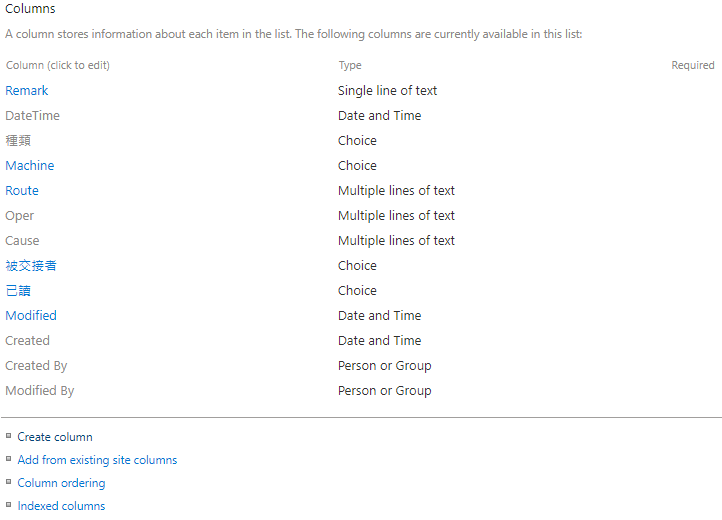 Columns
A column stores information about each item in the list. The following columns are currently available in this list:
Column (click to edit) Type Required
Remark Single line of text
DateTime Date and Time
種類 Choice
Machine Choice
Route Multiple lines of text
Oper Multiple lines of text
Cause Multiple lines of text
被交接者 Choice
已讀 Choice
Modified Date and Time
Created Date and Time
Created By Person or Group
Modified By Person or Group
Create column
Add from existing site columns
Column ordering
Indexed columns